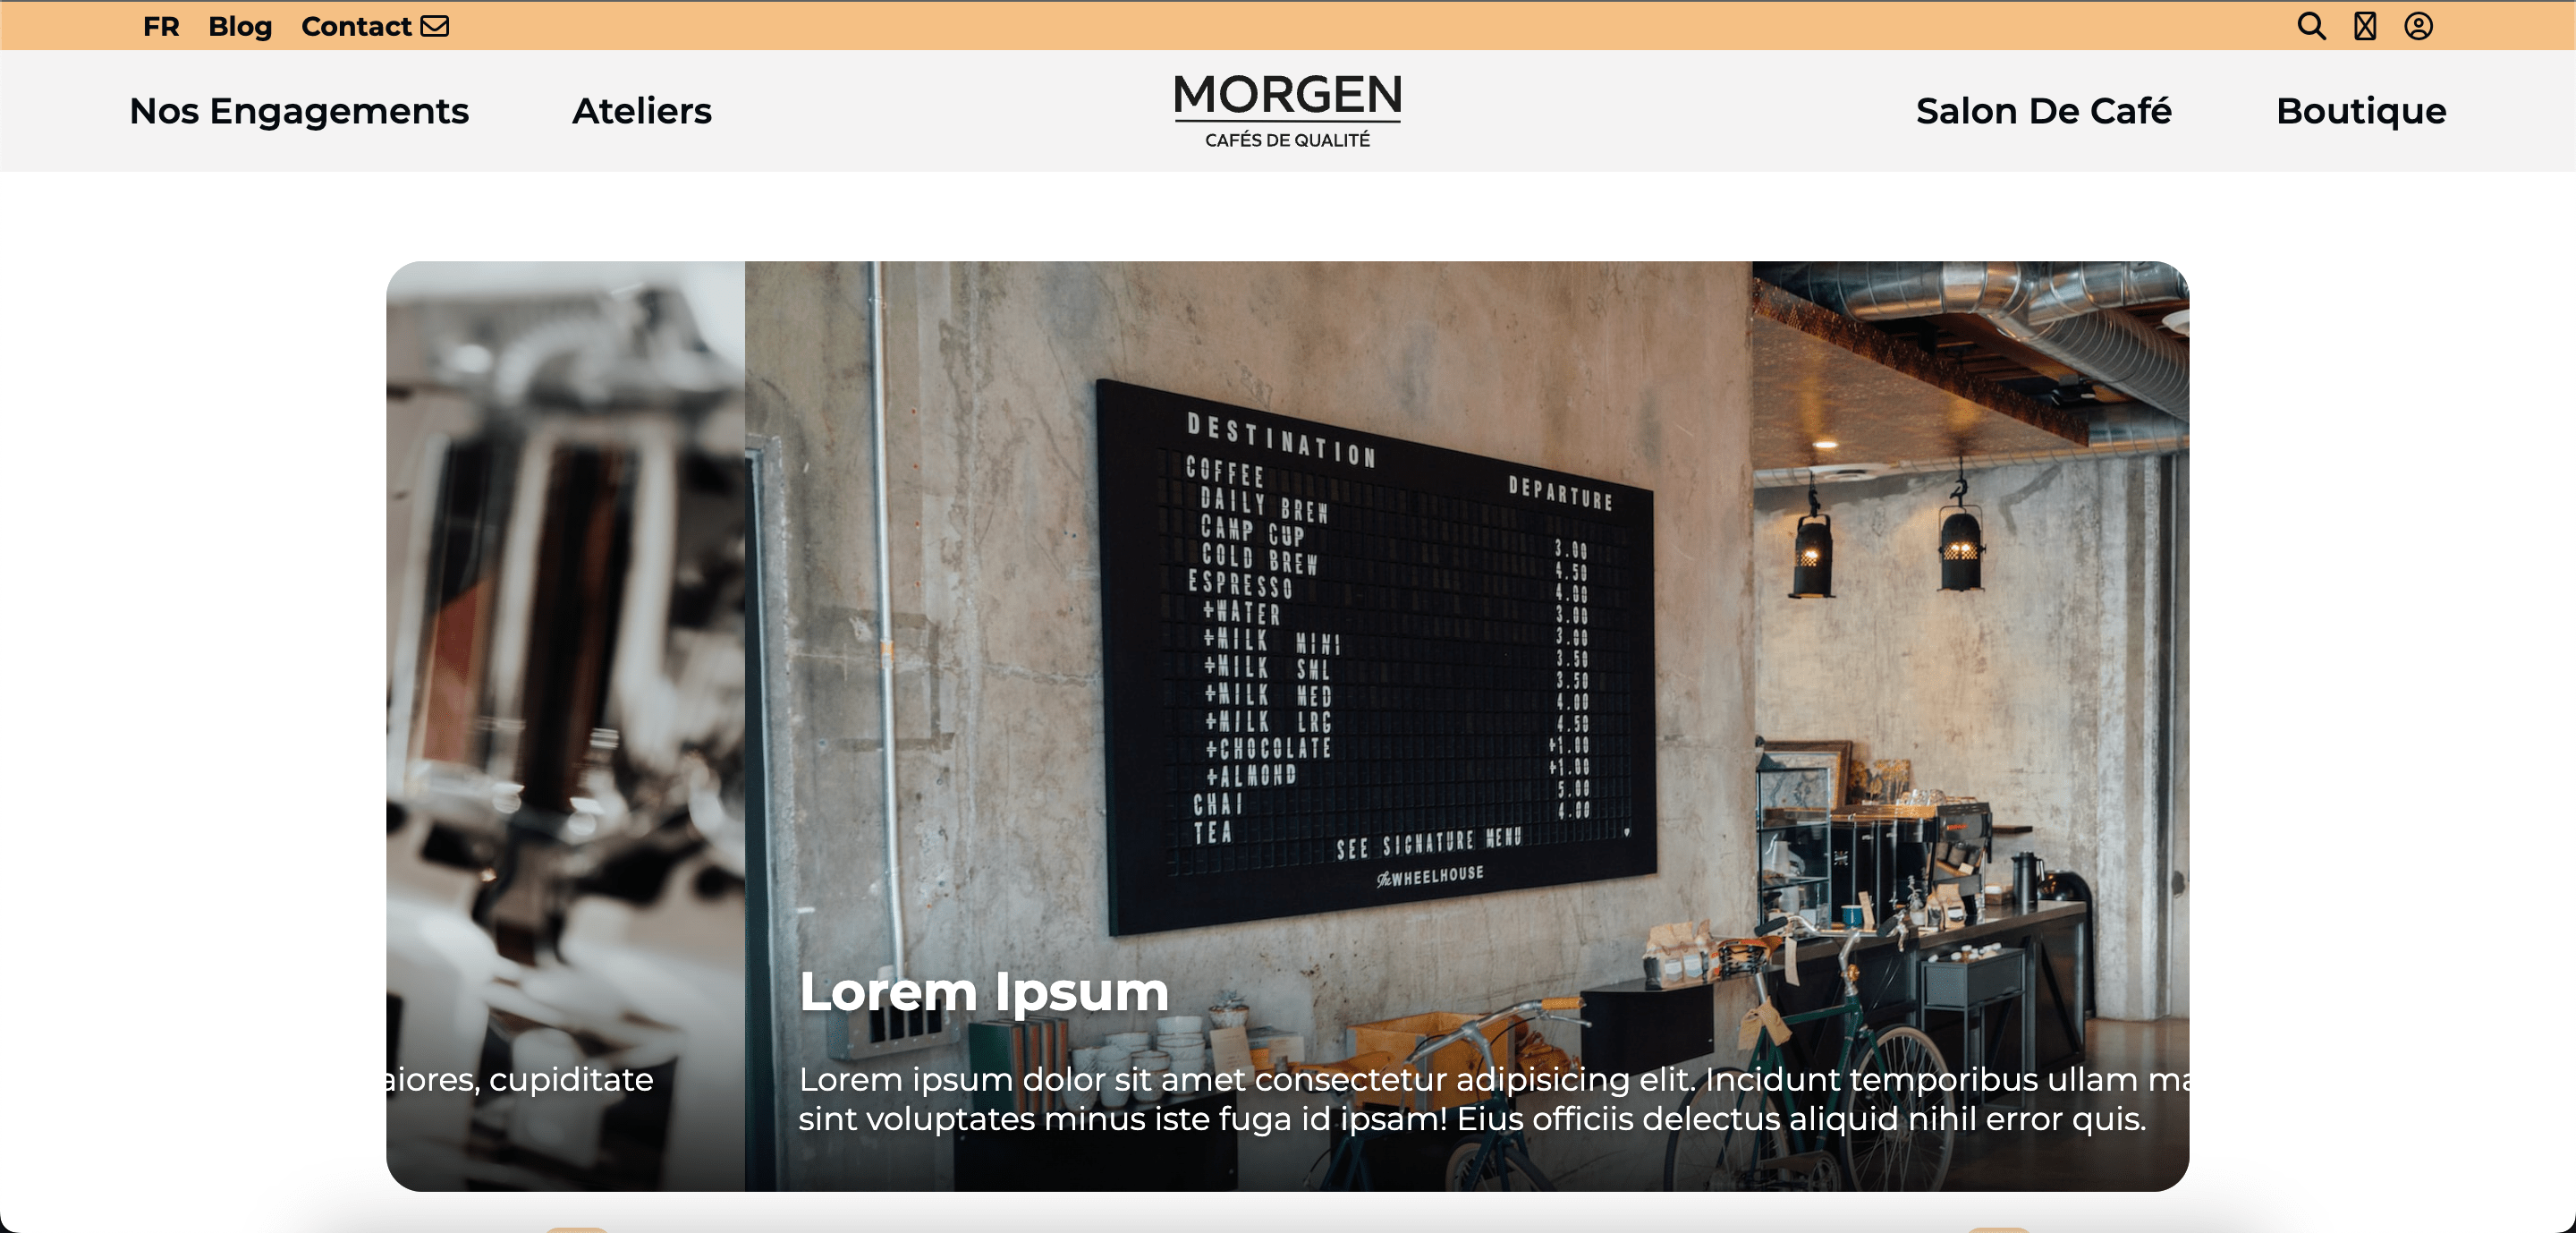 FR Blog Contact
Nos Engagements Ateliers
MORGEN
CAFÉS DE QUALITÉ
Salon De Café Boutique
DESTINATION DEPARTURE
COFFEE
DAILY BREW 3.00
CAMP CUP 4.50
COLD BREW 4.00
ESPRESSO 3.00
+WATER 3.00
+MILK MINI 3.50
+MILK SML 3.50
+MILK MED 4.00
+MILK LRG 4.50
+CHOCOLATE +1.00
+ALMOND +1.00
CHAI 5.00
TEA 4.00
SEE SIGNATURE MENU
The WHEELHOUSE
Lorem Ipsum
aiores, cupiditate
Lorem ipsum dolor sit amet consectetur adipisicing elit. Incidunt temporibus ullam ma
sint voluptates minus iste fuga id ipsam! Eius officiis delectus aliquid nihil error quis.